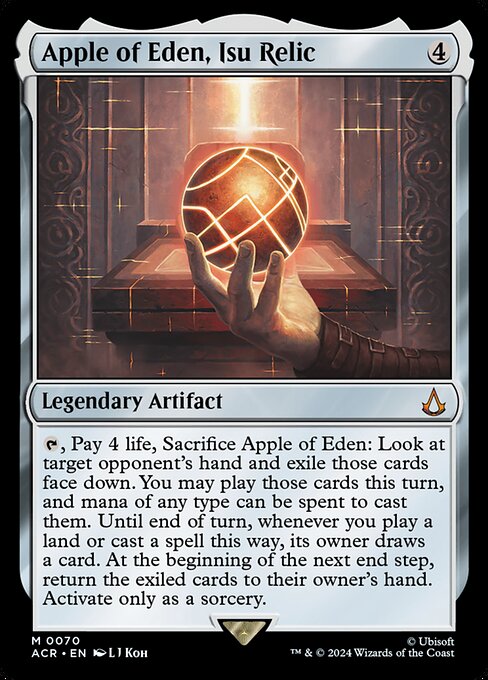 Apple of Eden, Isu Relic 4
Legendary Artifact
, Pay 4 life, Sacrifice Apple of Eden: Look at
target opponent's hand and exile those cards
face down. You may play those cards this turn,
and mana of any type can be spent to cast
them. Until end of turn, whenever you play a
land or cast a spell this way, its owner draws
a card. At the beginning of the next end step,
return the exiled cards to their owner's hand.
Activate only as a sorcery.
M 0070
ACR • EN LJ Koh
© Ubisoft
™ & © 2024 Wizards of the Coast